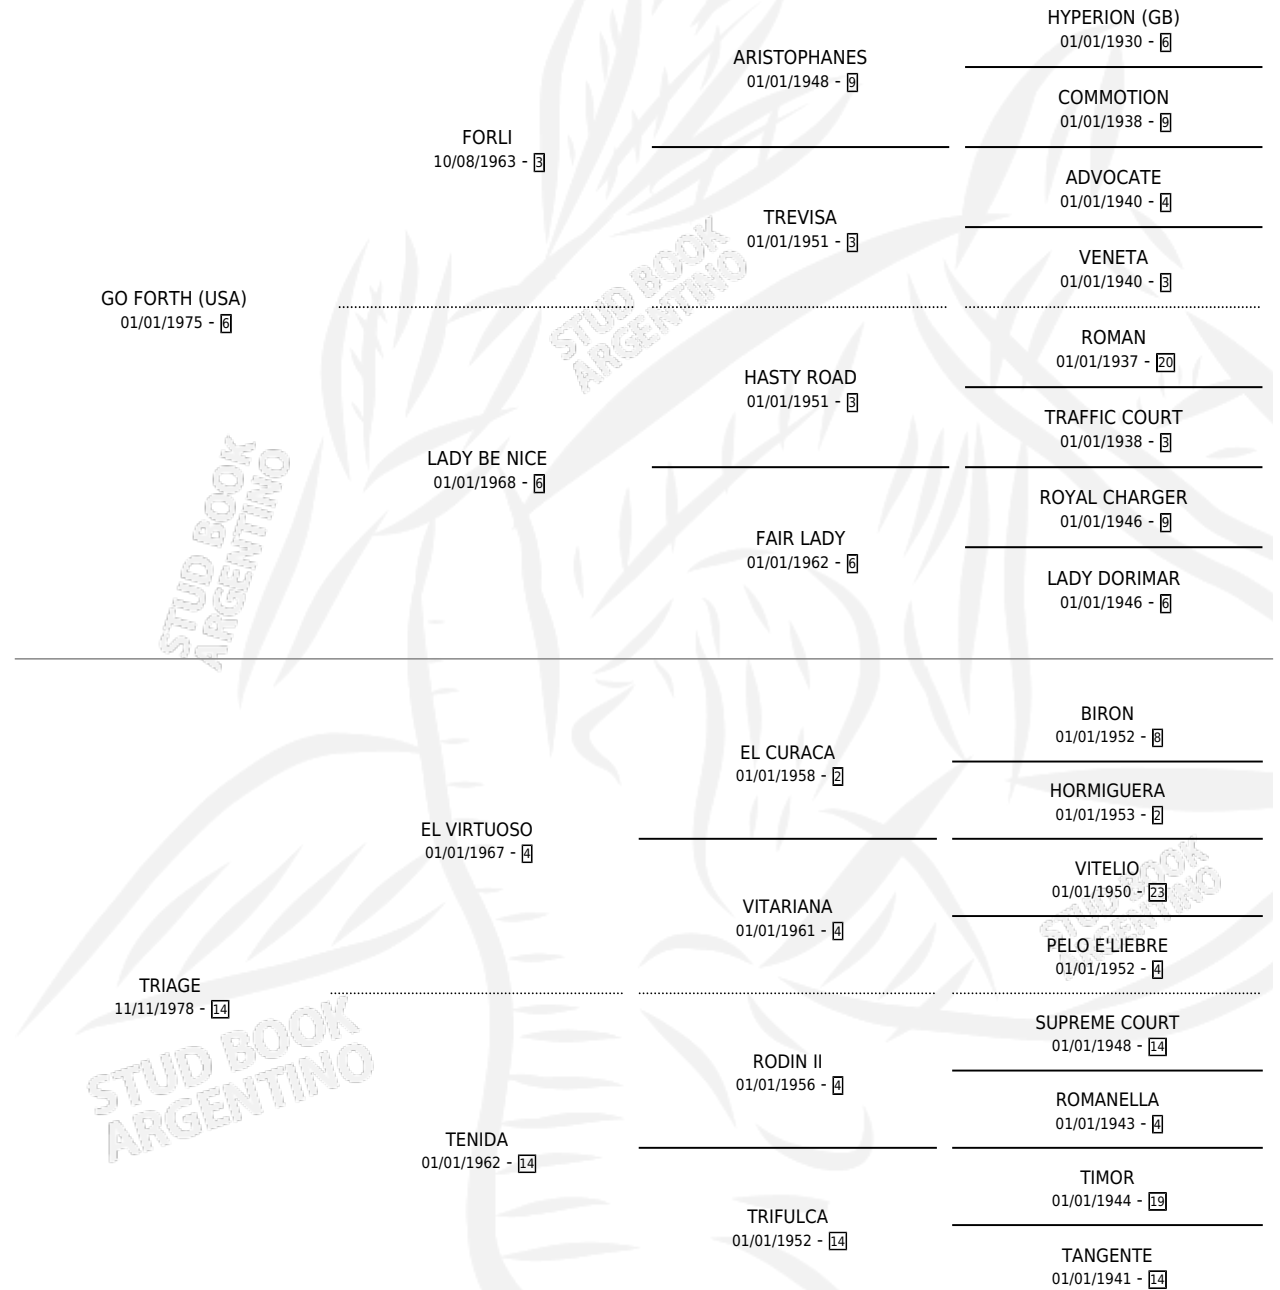 HYPERION (GB)
01/01/1930 - 6
ARISTOPHANES
01/01/1948 - 9
COMMOTION
01/01/1938 - 9
FORLI
10/08/1963 - 3
ADVOCATE
01/01/1940 - 4
TREVISA
01/01/1951 - 3
VENETA
01/01/1940 - 3
GO FORTH (USA)
01/01/1975 - 6
ROMAN
01/01/1937 - 20
HASTY ROAD
01/01/1951 - 3
TRAFFIC COURT
01/01/1938 - 3
LADY BE NICE
01/01/1968 - 6
ROYAL CHARGER
01/01/1946 - 9
FAIR LADY
01/01/1962 - 6
LADY DORIMAR
01/01/1946 - 6
BIRON
01/01/1952 - 8
EL CURACA
01/01/1958 - 2
HORMIGUERA
01/01/1953 - 2
EL VIRTUOSO
01/01/1967 - 4
VITELIO
01/01/1950 - 23
VITARIANA
01/01/1961 - 4
PELO E'LIEBRE
01/01/1952 - 4
TRIAGE
11/11/1978 - 14
SUPREME COURT
01/01/1948 - 14
RODIN II
01/01/1956 - 4
ROMANELLA
01/01/1943 - 4
TENIDA
01/01/1962 - 14
TIMOR
01/01/1944 - 19
TRIFULCA
01/01/1952 - 14
TANGENTE
01/01/1941 - 14
STUD BOOK
ARGENTINO
STUD BOOK
ARGENTINO
STUD BOOK
ARGENTINO
STUD BOOK
ARGENTINO